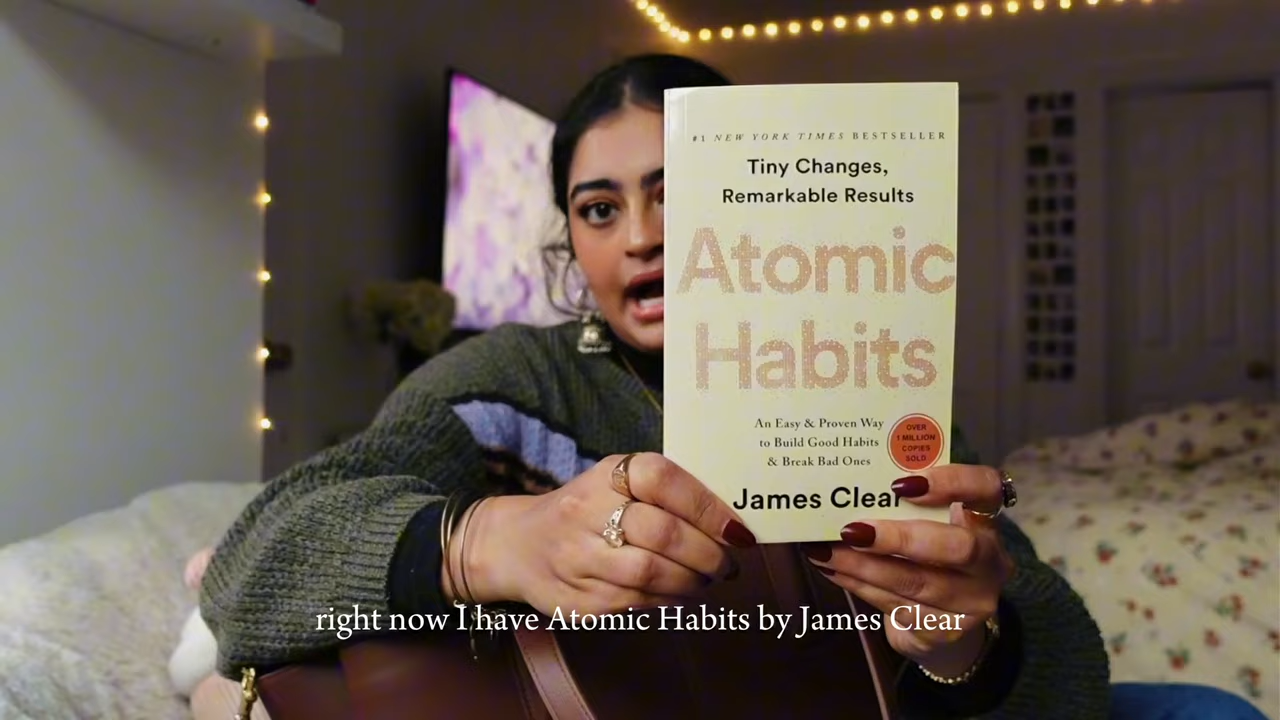 #1 NEW YORK TIMES BESTSELLER
Tiny Changes,
Remarkable Results
Atomic
Habits
An Easy & Proven Way
to Build Good Habits
& Break Bad Ones
OVER
1 MILLION
COPIES
SOLD
James Clear
right now I have Atomic Habits by James Clear